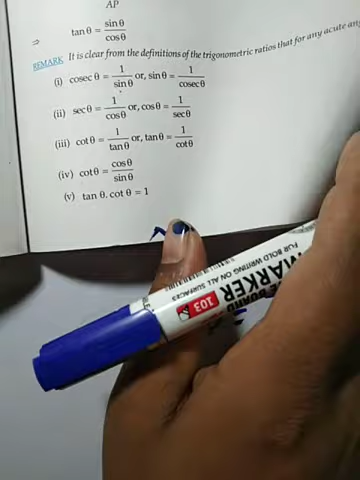 AP
⇒ tan θ = sin θ / cos θ
REMARK It is clear from the definitions of the trigonometric ratios that for any acute
(i) cosec θ = 1 / sin θ or, sin θ = 1 / cosec θ
(ii) sec θ = 1 / cos θ or, cos θ = 1 / sec θ
(iii) cot θ = 1 / tan θ or, tan θ = 1 / cot θ
(iv) cot θ = cos θ / sin θ
(v) tan θ. cot θ = 1
MARKER
FOR BOLD WRITING ON ALL SURFACES
103